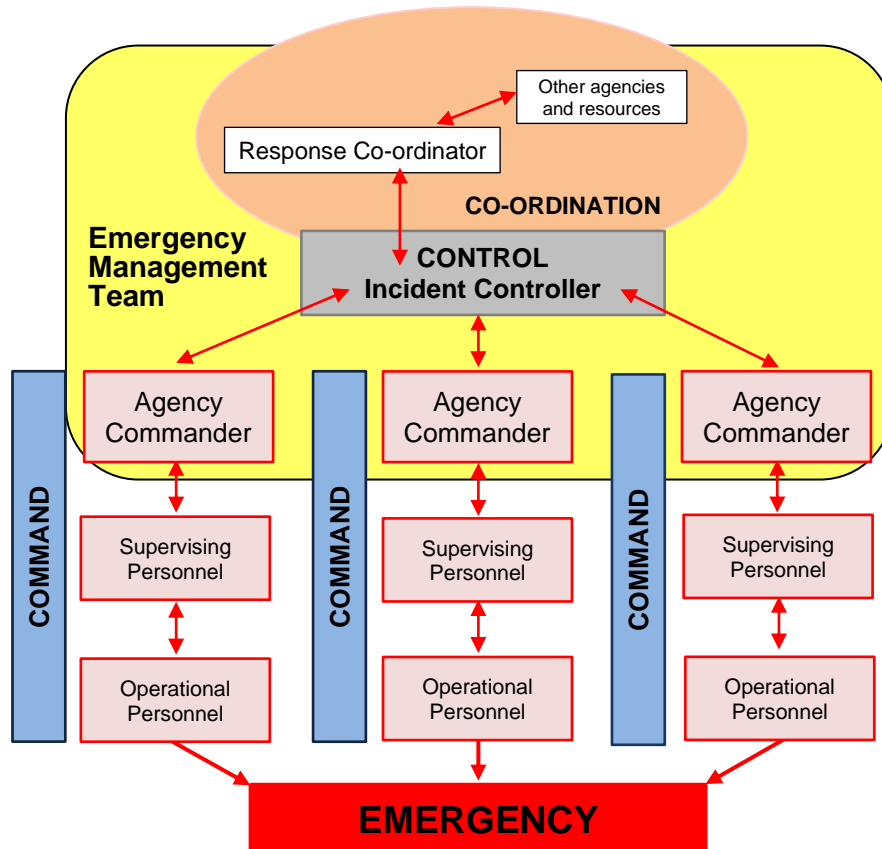 Other agencies
and resources
Response Co-ordinator
CO-ORDINATION
Emergency
Management
Team
CONTROL
Incident Controller
COMMAND
Agency
Commander
COMMAND
Agency
Commander
COMMAND
Agency
Commander
Supervising
Personnel
Supervising
Personnel
Supervising
Personnel
Operational
Personnel
Operational
Personnel
Operational
Personnel
EMERGENCY